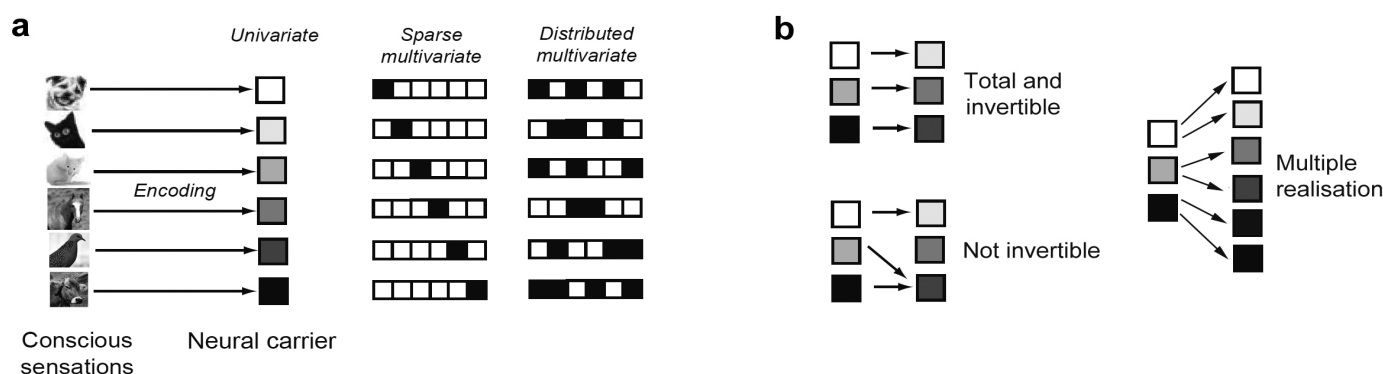 a
Univariate
Sparse
multivariate
Distributed
multivariate
Encoding
Conscious
sensations
Neural carrier
b
Total and
invertible
Not invertible
Multiple
realisation